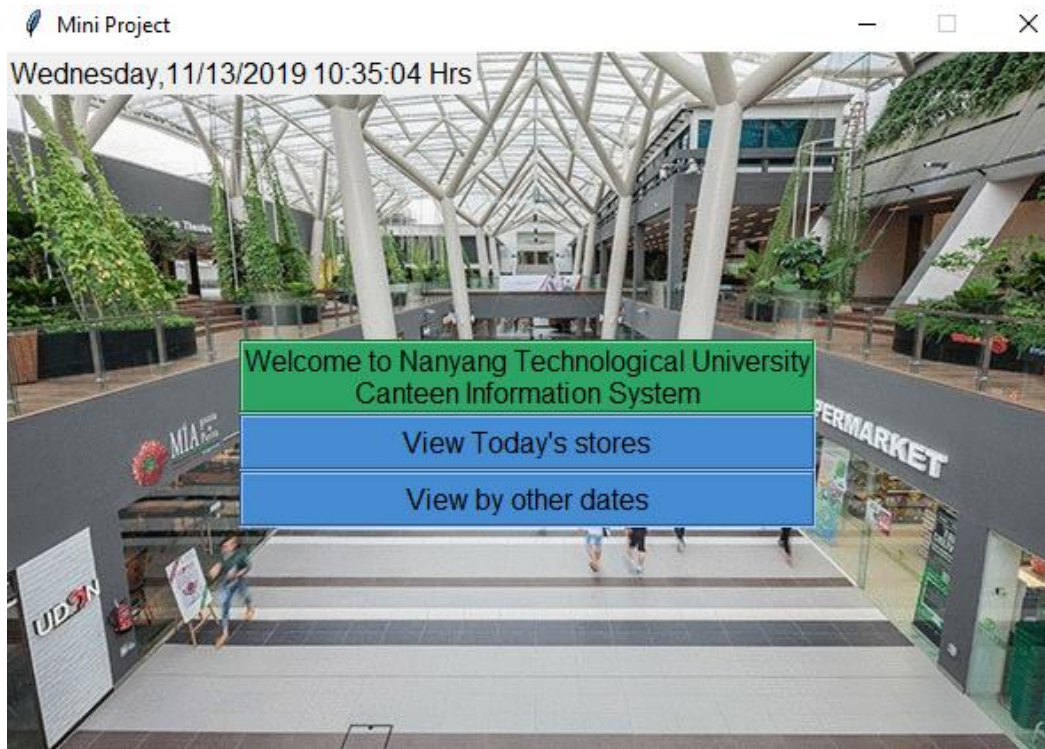 Mini Project
Wednesday,11/13/2019 10:35:04 Hrs
Welcome to Nanyang Technological University
Canteen Information System
View Today's stores
View by other dates
MIA
PERMARKET
UDON